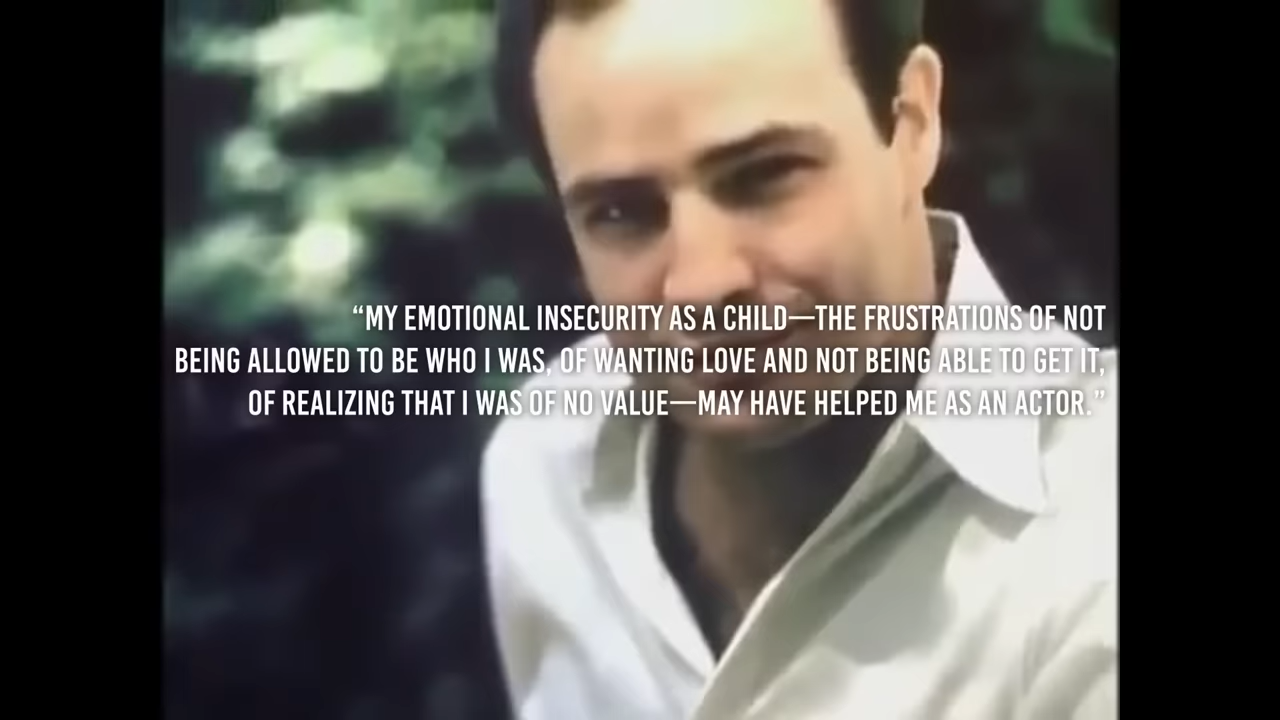 “MY EMOTIONAL INSECURITY AS A CHILD—THE FRUSTRATIONS OF NOT
BEING ALLOWED TO BE WHO I WAS, OF WANTING LOVE AND NOT BEING ABLE TO GET IT,
OF REALIZING THAT I WAS OF NO VALUE—MAY HAVE HELPED ME AS AN ACTOR.”